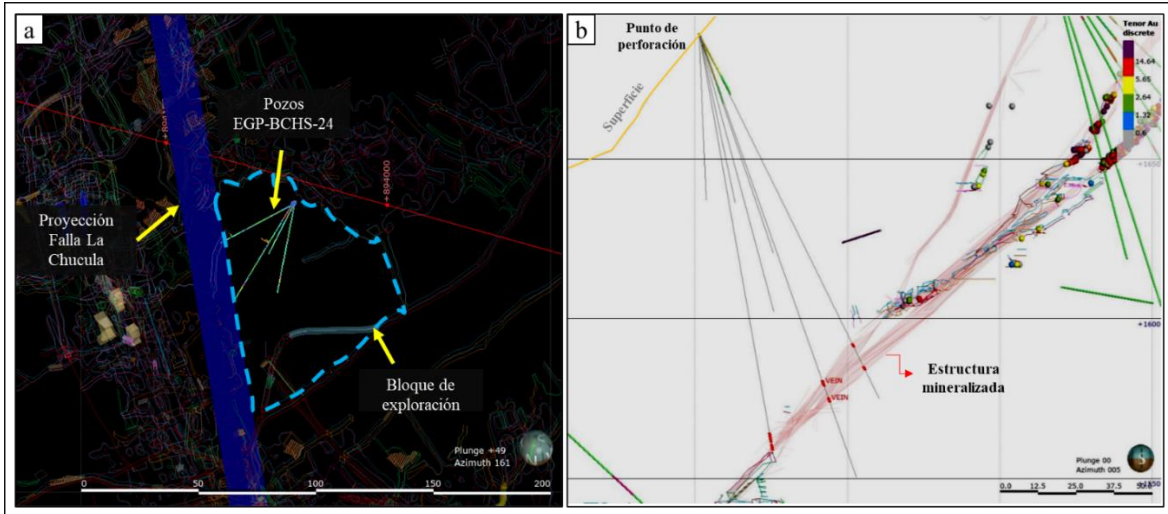 a
Pozos
EGP-BCHS-24
+894000
Proyección
Falla La
Chucula
Bloque de
exploración
Plunge +49
Azimuth 161
0
50
100
150
200
b
Punto de
perforación
Superficie
Tenor Au
discrete
14.64
5.65
2.64
1.32
0.6
+1650
+1600
VEIN
VEIN
Estructura
mineralizada
Plunge 00
Azimuth 005
0.0
12.5
25.0
37.5